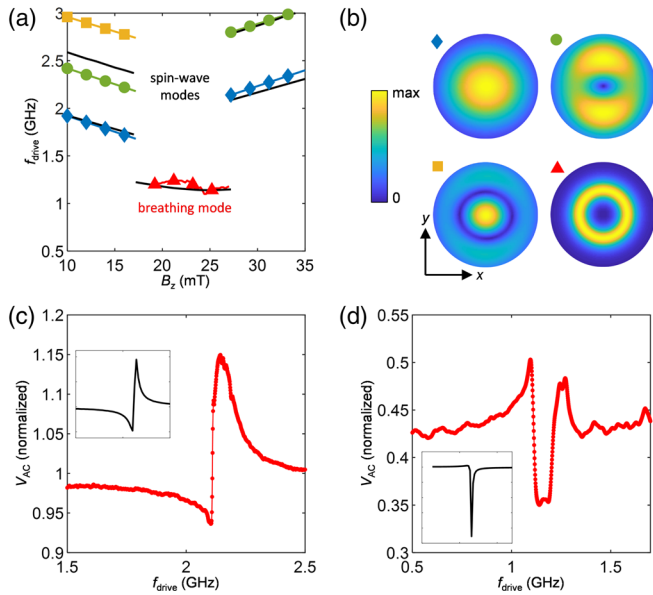 (a)
3
2.5
2
1.5
1
0.5
f_drive (GHz)
spin-wave
modes
breathing mode
10 15 20 25 30 35
B_z (mT)
(b)
max
0
y
x
(c)
1.2
1.15
1.1
1.05
1
0.95
0.9
V_AC (normalized)
1.5 2 2.5
f_drive (GHz)
(d)
0.55
0.5
0.45
0.4
0.35
0.3
V_AC (normalized)
0.5 1 1.5
f_drive (GHz)